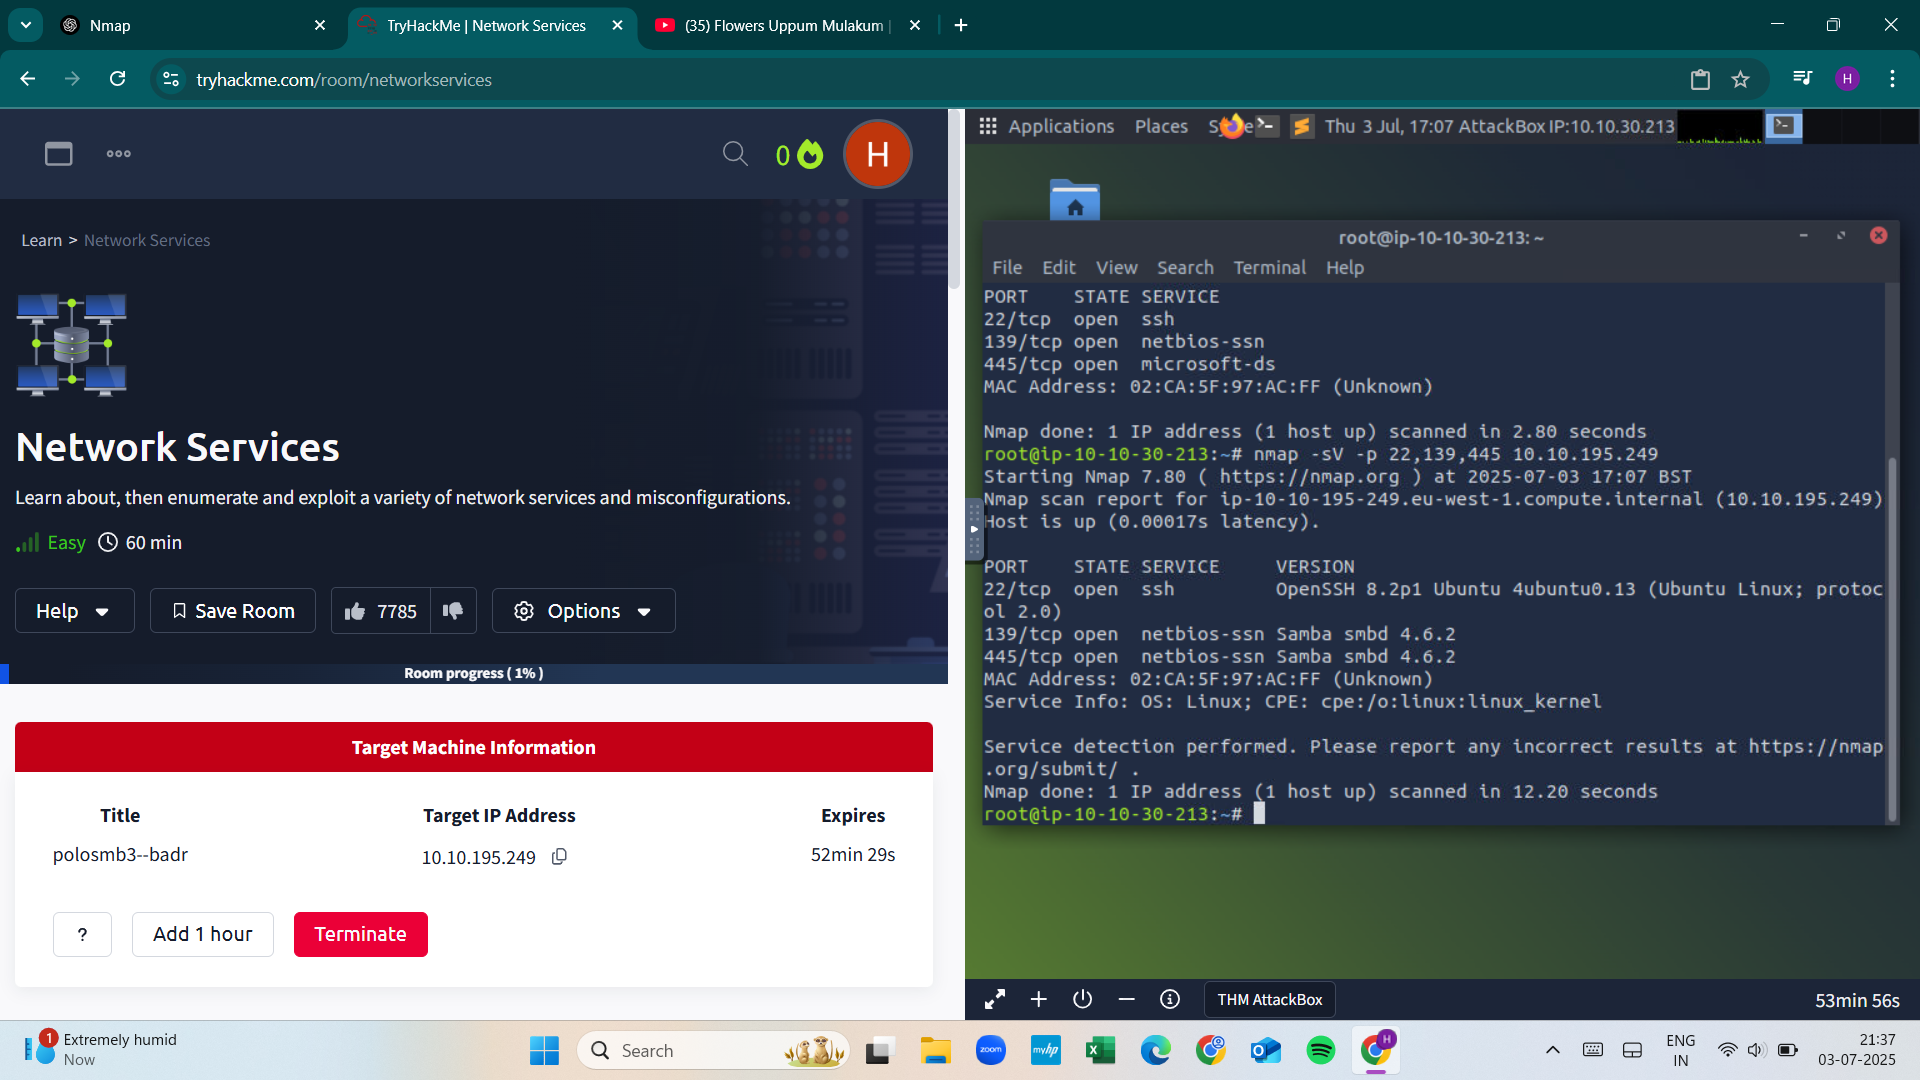 Nmap
TryHackMe | Network Services
(35) Flowers Uppum Mulakum |
tryhackme.com/room/networkservices
H
0
H
Learn > Network Services
Network Services
Learn about, then enumerate and exploit a variety of network services and misconfigurations.
Easy 60 min
Help
Save Room
7785
Options
Room progress ( 1% )
Target Machine Information
Title Target IP Address Expires
polosmb3--badr 10.10.195.249 52min 29s
? Add 1 hour Terminate
Applications Places Thu 3 Jul, 17:07 AttackBox IP:10.10.30.213
root@ip-10-10-30-213: ~
File Edit View Search Terminal Help
PORT STATE SERVICE
22/tcp open ssh
139/tcp open netbios-ssn
445/tcp open microsoft-ds
MAC Address: 02:CA:5F:97:AC:FF (Unknown)
Nmap done: 1 IP address (1 host up) scanned in 2.80 seconds
root@ip-10-10-30-213:~# nmap -sV -p 22,139,445 10.10.195.249
Starting Nmap 7.80 ( https://nmap.org ) at 2025-07-03 17:07 BST
Nmap scan report for ip-10-10-195-249.eu-west-1.compute.internal (10.10.195.249)
Host is up (0.00017s latency).
PORT STATE SERVICE VERSION
22/tcp open ssh OpenSSH 8.2p1 Ubuntu 4ubuntu0.13 (Ubuntu Linux; protoc
ol 2.0)
139/tcp open netbios-ssn Samba smbd 4.6.2
445/tcp open netbios-ssn Samba smbd 4.6.2
MAC Address: 02:CA:5F:97:AC:FF (Unknown)
Service Info: OS: Linux; CPE: cpe:/o:linux:linux_kernel
Service detection performed. Please report any incorrect results at https://nmap
.org/submit/ .
Nmap done: 1 IP address (1 host up) scanned in 12.20 seconds
root@ip-10-10-30-213:~#
THM AttackBox
53min 56s
1
Extremely humid
Now
Search
zoom
myhp
H
ENG
IN
21:37
03-07-2025